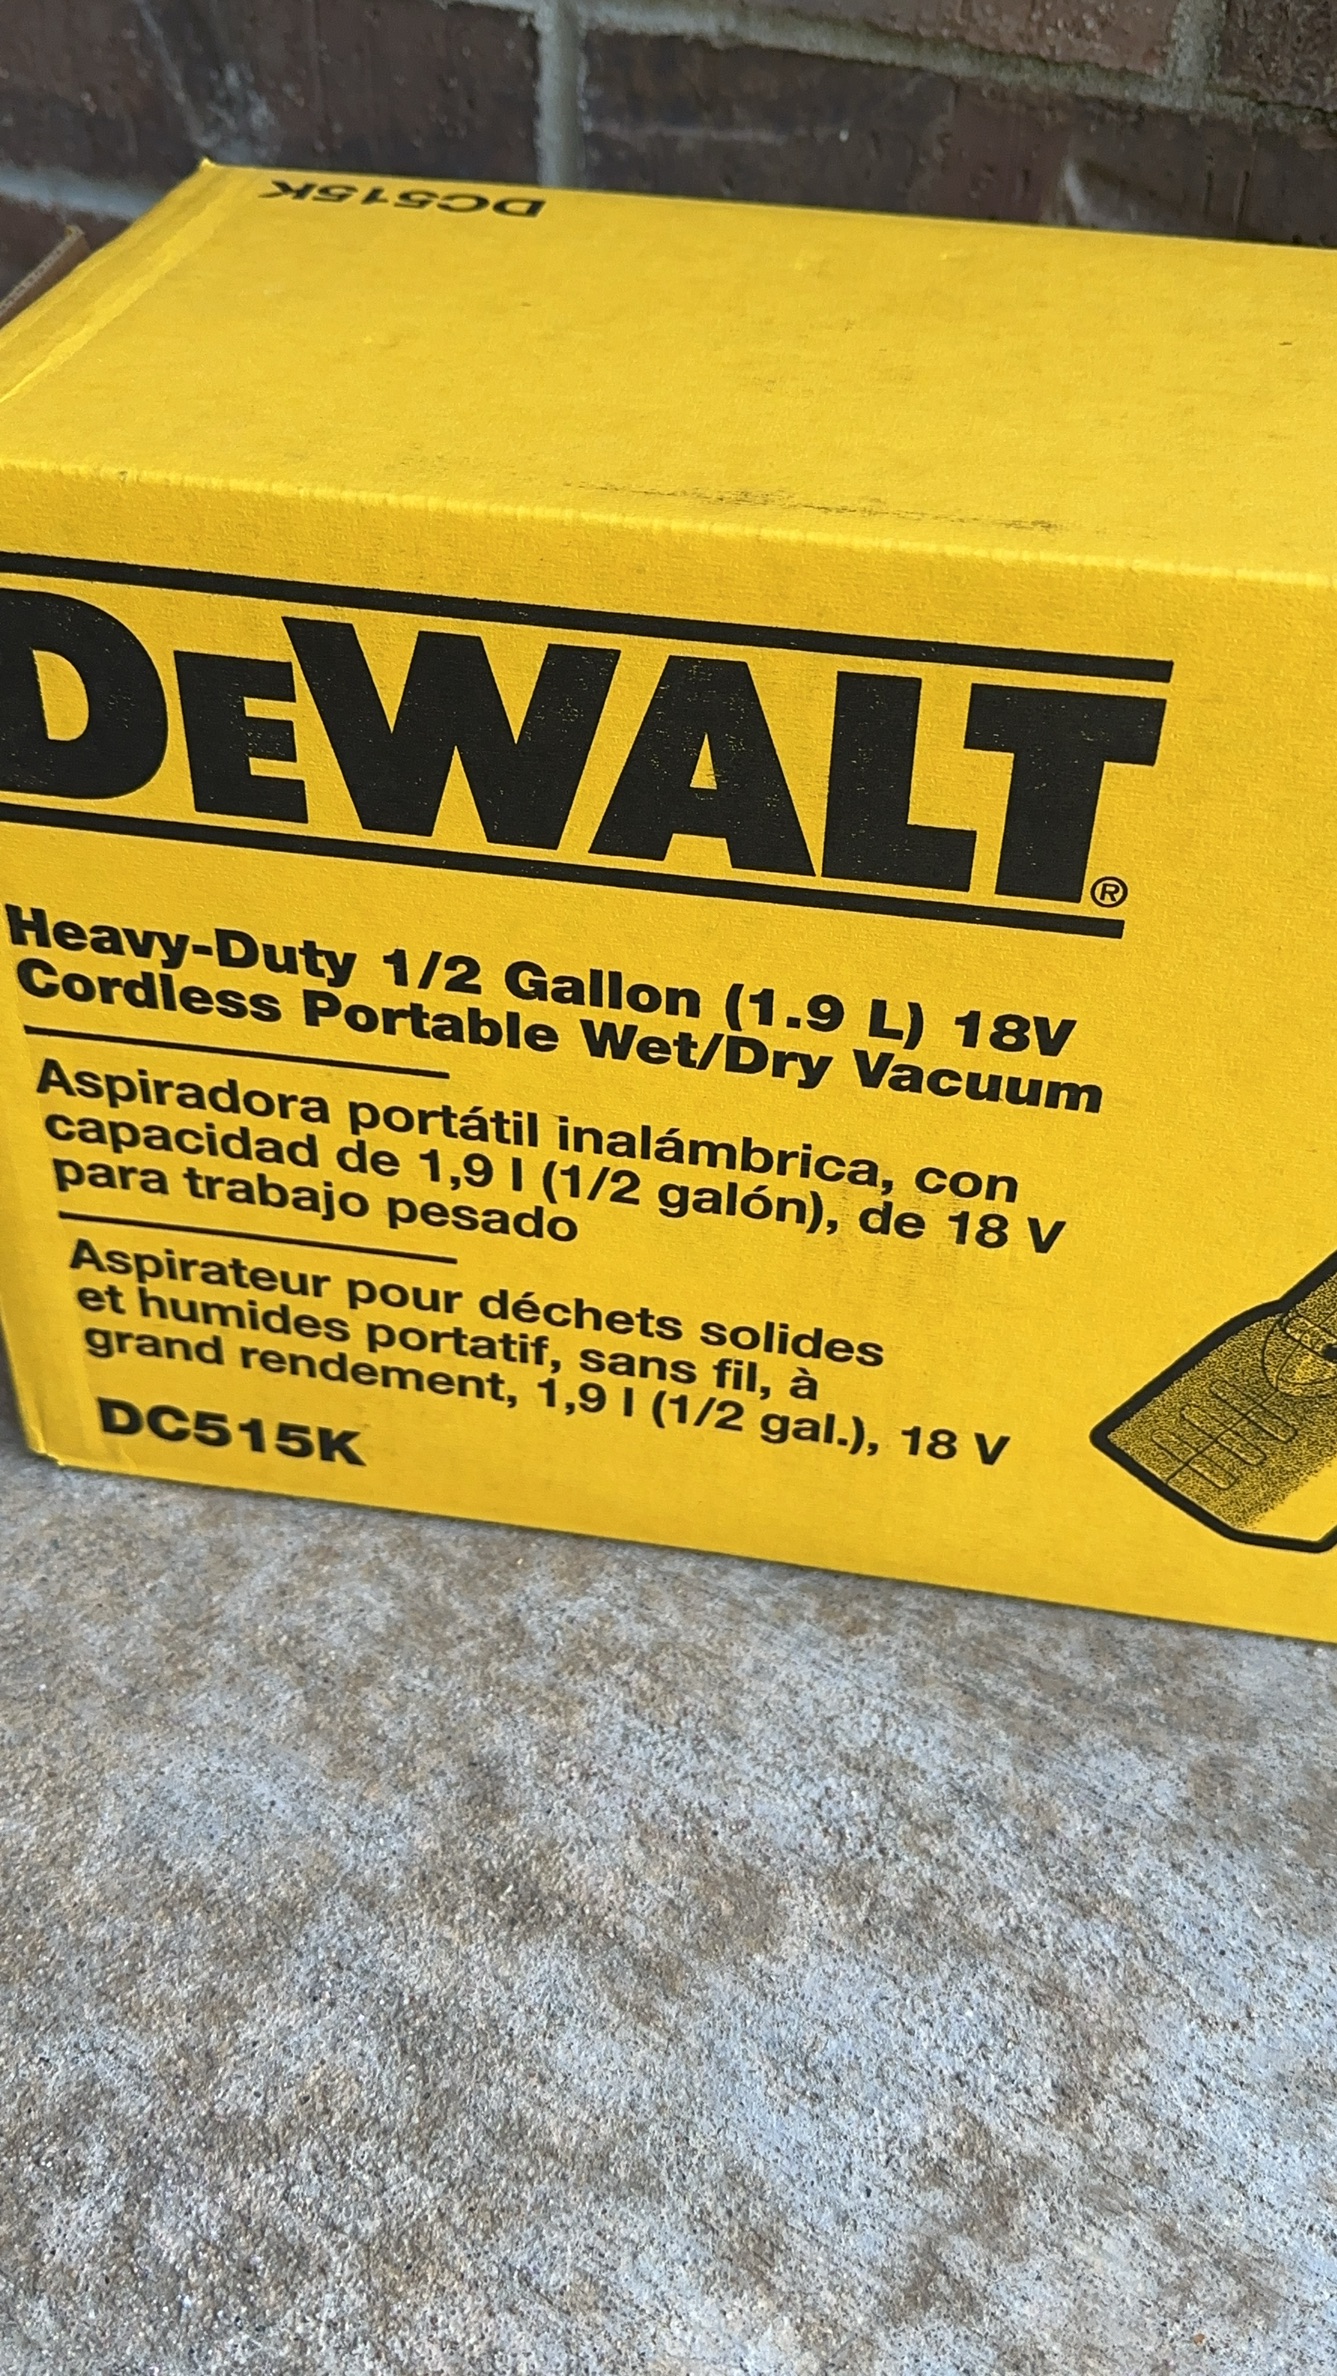 DC515K
DEWALT®
Heavy-Duty 1/2 Gallon (1.9 L) 18V
Cordless Portable Wet/Dry Vacuum
Aspiradora portátil inalámbrica, con
capacidad de 1,9 l (1/2 galón), de 18 V
para trabajo pesado
Aspirateur pour déchets solides
et humides portatif, sans fil, à
grand rendement, 1,9 l (1/2 gal.), 18 V
DC515K